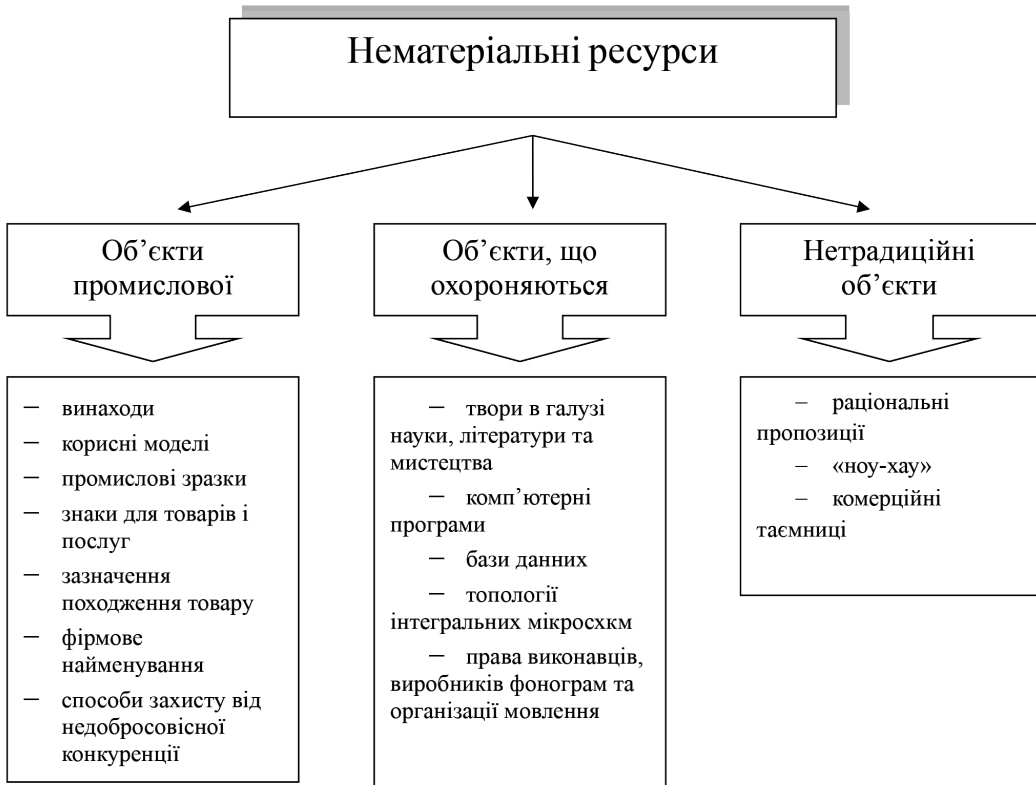 Нематеріальні ресурси
Об’єкти
промислової
Об’єкти, що
охороняються
Нетрадиційні
об’єкти
– винаходи
– корисні моделі
– промислові зразки
– знаки для товарів і
послуг
– зазначення
походження товару
– фірмове
найменування
– способи захисту від
недобросовісної
конкуренції
– твори в галузі
науки, літератури та
мистецтва
– комп’ютерні
програми
– бази данних
– топології
інтегральних мікросхкм
– права виконавців,
виробників фонограм та
організації мовлення
– раціональні
пропозиції
– «ноу-хау»
– комерційні
таємниці